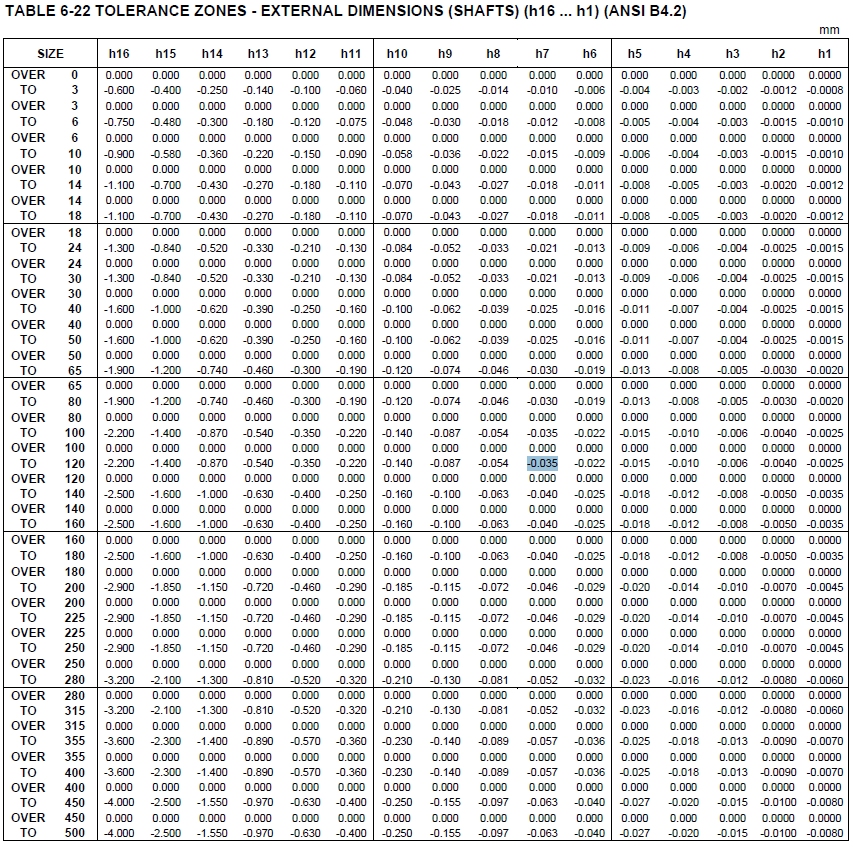 TABLE 6-22 TOLERANCE ZONES - EXTERNAL DIMENSIONS (SHAFTS) (h16 ... h1) (ANSI B4.2)
mm
SIZE h16 h15 h14 h13 h12 h11 h10 h9 h8 h7 h6 h5 h4 h3 h2 h1
OVER 0 0.000 0.000 0.000 0.000 0.000 0.000 0.000 0.000 0.000 0.000 0.000 0.000 0.000 0.000 0.0000 0.0000
TO 3 -0.600 -0.400 -0.250 -0.140 -0.100 -0.060 -0.040 -0.025 -0.014 -0.010 -0.006 -0.004 -0.003 -0.002 -0.0012 -0.0008
OVER 3 0.000 0.000 0.000 0.000 0.000 0.000 0.000 0.000 0.000 0.000 0.000 0.000 0.000 0.000 0.0000 0.0000
TO 6 -0.750 -0.480 -0.300 -0.180 -0.120 -0.075 -0.048 -0.030 -0.018 -0.012 -0.008 -0.005 -0.004 -0.003 -0.0015 -0.0010
OVER 6 0.000 0.000 0.000 0.000 0.000 0.000 0.000 0.000 0.000 0.000 0.000 0.000 0.000 0.000 0.0000 0.0000
TO 10 -0.900 -0.580 -0.360 -0.220 -0.150 -0.090 -0.058 -0.036 -0.022 -0.015 -0.009 -0.006 -0.004 -0.003 -0.0015 -0.0010
OVER 10 0.000 0.000 0.000 0.000 0.000 0.000 0.000 0.000 0.000 0.000 0.000 0.000 0.000 0.000 0.0000 0.0000
TO 14 -1.100 -0.700 -0.430 -0.270 -0.180 -0.110 -0.070 -0.043 -0.027 -0.018 -0.011 -0.008 -0.005 -0.003 -0.0020 -0.0012
OVER 14 0.000 0.000 0.000 0.000 0.000 0.000 0.000 0.000 0.000 0.000 0.000 0.000 0.000 0.000 0.0000 0.0000
TO 18 -1.100 -0.700 -0.430 -0.270 -0.180 -0.110 -0.070 -0.043 -0.027 -0.018 -0.011 -0.008 -0.005 -0.003 -0.0020 -0.0012
OVER 18 0.000 0.000 0.000 0.000 0.000 0.000 0.000 0.000 0.000 0.000 0.000 0.000 0.000 0.000 0.0000 0.0000
TO 24 -1.300 -0.840 -0.520 -0.330 -0.210 -0.130 -0.084 -0.052 -0.033 -0.021 -0.013 -0.009 -0.006 -0.004 -0.0025 -0.0015
OVER 24 0.000 0.000 0.000 0.000 0.000 0.000 0.000 0.000 0.000 0.000 0.000 0.000 0.000 0.000 0.0000 0.0000
TO 30 -1.300 -0.840 -0.520 -0.330 -0.210 -0.130 -0.084 -0.052 -0.033 -0.021 -0.013 -0.009 -0.006 -0.004 -0.0025 -0.0015
OVER 30 0.000 0.000 0.000 0.000 0.000 0.000 0.000 0.000 0.000 0.000 0.000 0.000 0.000 0.000 0.0000 0.0000
TO 40 -1.600 -1.000 -0.620 -0.390 -0.250 -0.160 -0.100 -0.062 -0.039 -0.025 -0.016 -0.011 -0.007 -0.004 -0.0025 -0.0015
OVER 40 0.000 0.000 0.000 0.000 0.000 0.000 0.000 0.000 0.000 0.000 0.000 0.000 0.000 0.000 0.0000 0.0000
TO 50 -1.600 -1.000 -0.620 -0.390 -0.250 -0.160 -0.100 -0.062 -0.039 -0.025 -0.016 -0.011 -0.007 -0.004 -0.0025 -0.0015
OVER 50 0.000 0.000 0.000 0.000 0.000 0.000 0.000 0.000 0.000 0.000 0.000 0.000 0.000 0.000 0.0000 0.0000
TO 65 -1.900 -1.200 -0.740 -0.460 -0.300 -0.190 -0.120 -0.074 -0.046 -0.030 -0.019 -0.013 -0.008 -0.005 -0.0030 -0.0020
OVER 65 0.000 0.000 0.000 0.000 0.000 0.000 0.000 0.000 0.000 0.000 0.000 0.000 0.000 0.000 0.0000 0.0000
TO 80 -1.900 -1.200 -0.740 -0.460 -0.300 -0.190 -0.120 -0.074 -0.046 -0.030 -0.019 -0.013 -0.008 -0.005 -0.0030 -0.0020
OVER 80 0.000 0.000 0.000 0.000 0.000 0.000 0.000 0.000 0.000 0.000 0.000 0.000 0.000 0.000 0.0000 0.0000
TO 100 -2.200 -1.400 -0.870 -0.540 -0.350 -0.220 -0.140 -0.087 -0.054 -0.035 -0.022 -0.015 -0.010 -0.006 -0.0040 -0.0025
OVER 100 0.000 0.000 0.000 0.000 0.000 0.000 0.000 0.000 0.000 0.000 0.000 0.000 0.000 0.000 0.0000 0.0000
TO 120 -2.200 -1.400 -0.870 -0.540 -0.350 -0.220 -0.140 -0.087 -0.054 -0.035 -0.022 -0.015 -0.010 -0.006 -0.0040 -0.0025
OVER 120 0.000 0.000 0.000 0.000 0.000 0.000 0.000 0.000 0.000 0.000 0.000 0.000 0.000 0.000 0.0000 0.0000
TO 140 -2.500 -1.600 -1.000 -0.630 -0.400 -0.250 -0.160 -0.100 -0.063 -0.040 -0.025 -0.018 -0.012 -0.008 -0.0050 -0.0035
OVER 140 0.000 0.000 0.000 0.000 0.000 0.000 0.000 0.000 0.000 0.000 0.000 0.000 0.000 0.000 0.0000 0.0000
TO 160 -2.500 -1.600 -1.000 -0.630 -0.400 -0.250 -0.160 -0.100 -0.063 -0.040 -0.025 -0.018 -0.012 -0.008 -0.0050 -0.0035
OVER 160 0.000 0.000 0.000 0.000 0.000 0.000 0.000 0.000 0.000 0.000 0.000 0.000 0.000 0.000 0.0000 0.0000
TO 180 -2.500 -1.600 -1.000 -0.630 -0.400 -0.250 -0.160 -0.100 -0.063 -0.040 -0.025 -0.018 -0.012 -0.008 -0.0050 -0.0035
OVER 180 0.000 0.000 0.000 0.000 0.000 0.000 0.000 0.000 0.000 0.000 0.000 0.000 0.000 0.000 0.0000 0.0000
TO 200 -2.900 -1.850 -1.150 -0.720 -0.460 -0.290 -0.185 -0.115 -0.072 -0.046 -0.029 -0.020 -0.014 -0.010 -0.0070 -0.0045
OVER 200 0.000 0.000 0.000 0.000 0.000 0.000 0.000 0.000 0.000 0.000 0.000 0.000 0.000 0.000 0.0000 0.0000
TO 225 -2.900 -1.850 -1.150 -0.720 -0.460 -0.290 -0.185 -0.115 -0.072 -0.046 -0.029 -0.020 -0.014 -0.010 -0.0070 -0.0045
OVER 225 0.000 0.000 0.000 0.000 0.000 0.000 0.000 0.000 0.000 0.000 0.000 0.000 0.000 0.000 0.0000 0.0000
TO 250 -2.900 -1.850 -1.150 -0.720 -0.460 -0.290 -0.185 -0.115 -0.072 -0.046 -0.029 -0.020 -0.014 -0.010 -0.0070 -0.0045
OVER 250 0.000 0.000 0.000 0.000 0.000 0.000 0.000 0.000 0.000 0.000 0.000 0.000 0.000 0.000 0.0000 0.0000
TO 280 -3.200 -2.100 -1.300 -0.810 -0.520 -0.320 -0.210 -0.130 -0.081 -0.052 -0.032 -0.023 -0.016 -0.012 -0.0080 -0.0060
OVER 280 0.000 0.000 0.000 0.000 0.000 0.000 0.000 0.000 0.000 0.000 0.000 0.000 0.000 0.000 0.0000 0.0000
TO 315 -3.200 -2.100 -1.300 -0.810 -0.520 -0.320 -0.210 -0.130 -0.081 -0.052 -0.032 -0.023 -0.016 -0.012 -0.0080 -0.0060
OVER 315 0.000 0.000 0.000 0.000 0.000 0.000 0.000 0.000 0.000 0.000 0.000 0.000 0.000 0.000 0.0000 0.0000
TO 355 -3.600 -2.300 -1.400 -0.890 -0.570 -0.360 -0.230 -0.140 -0.089 -0.057 -0.036 -0.025 -0.018 -0.013 -0.0090 -0.0070
OVER 355 0.000 0.000 0.000 0.000 0.000 0.000 0.000 0.000 0.000 0.000 0.000 0.000 0.000 0.000 0.0000 0.0000
TO 400 -3.600 -2.300 -1.400 -0.890 -0.570 -0.360 -0.230 -0.140 -0.089 -0.057 -0.036 -0.025 -0.018 -0.013 -0.0090 -0.0070
OVER 400 0.000 0.000 0.000 0.000 0.000 0.000 0.000 0.000 0.000 0.000 0.000 0.000 0.000 0.000 0.0000 0.0000
TO 450 -4.000 -2.500 -1.550 -0.970 -0.630 -0.400 -0.250 -0.155 -0.097 -0.063 -0.040 -0.027 -0.020 -0.015 -0.0100 -0.0080
OVER 450 0.000 0.000 0.000 0.000 0.000 0.000 0.000 0.000 0.000 0.000 0.000 0.000 0.000 0.000 0.0000 0.0000
TO 500 -4.000 -2.500 -1.550 -0.970 -0.630 -0.400 -0.250 -0.155 -0.097 -0.063 -0.040 -0.027 -0.020 -0.015 -0.0100 -0.0080